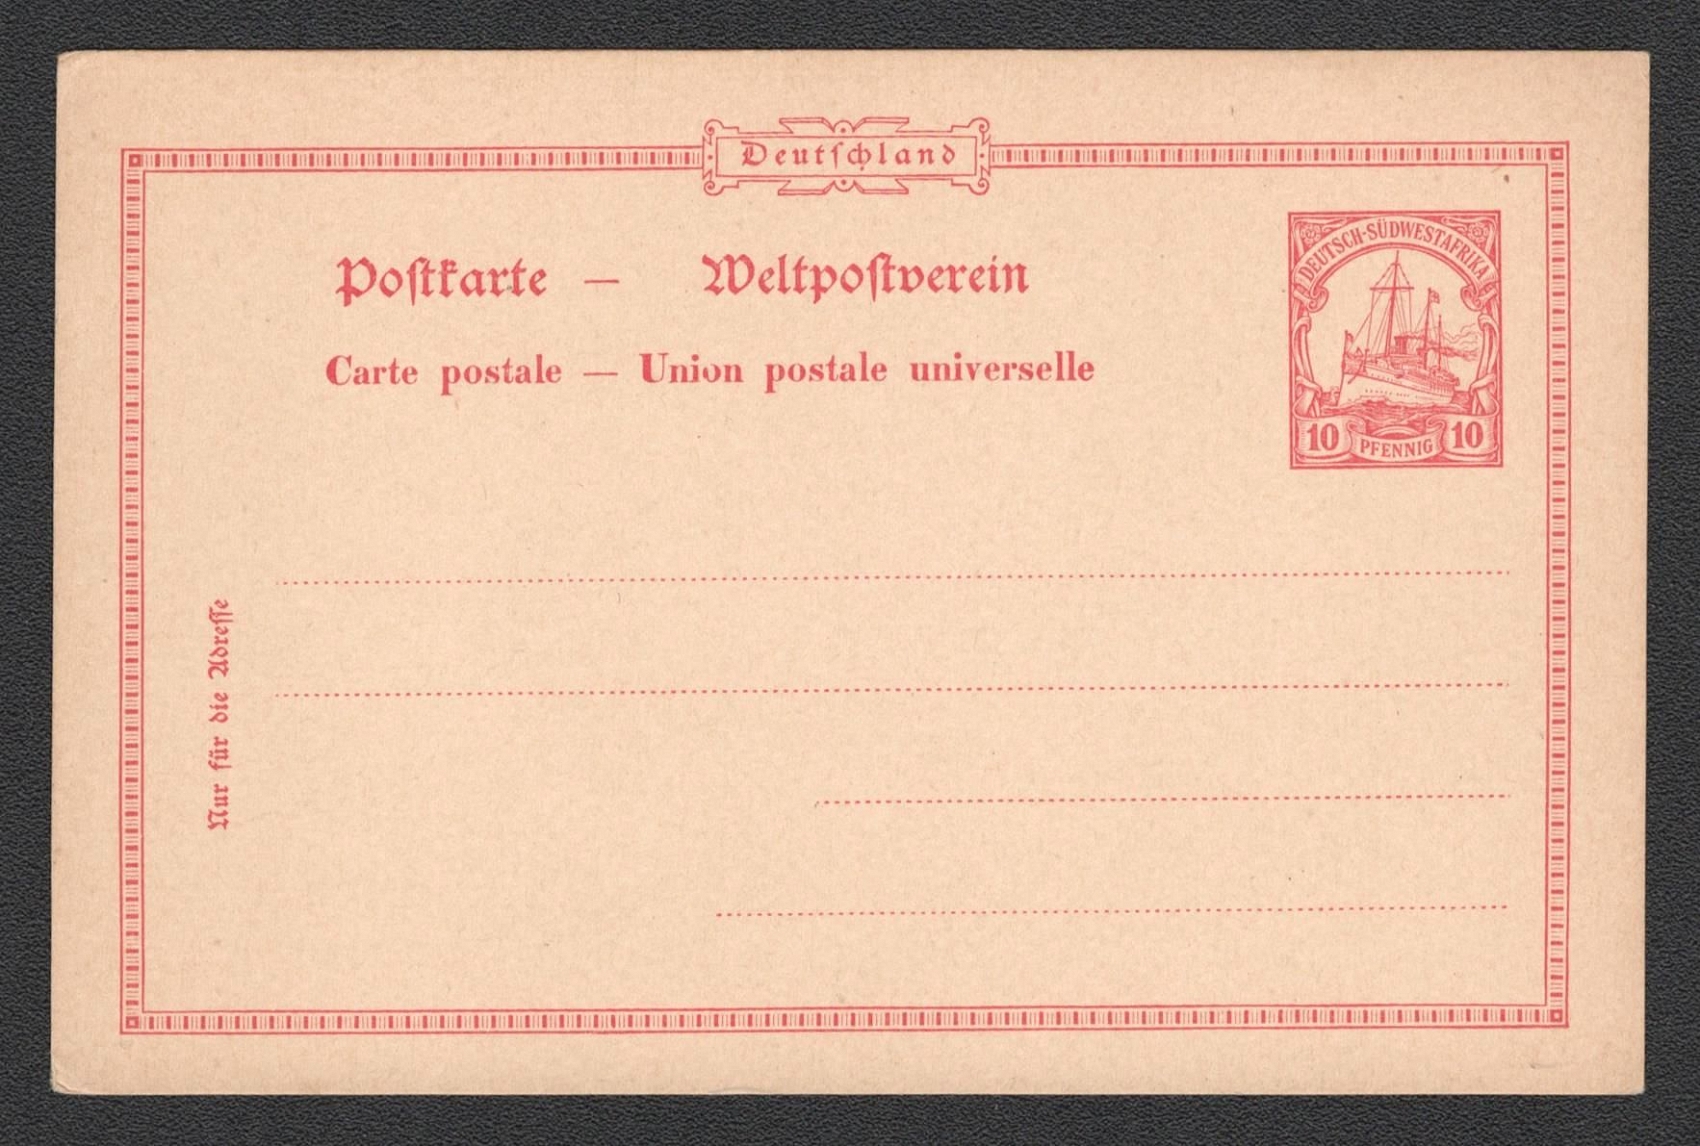 Deutſchland
Poſtkarte — Weltpoſtverein
Carte postale — Union postale universelle
DEUTSCH-SÜDWESTAFRIKA
10 PFENNIG 10
Nur für die Adreſſe